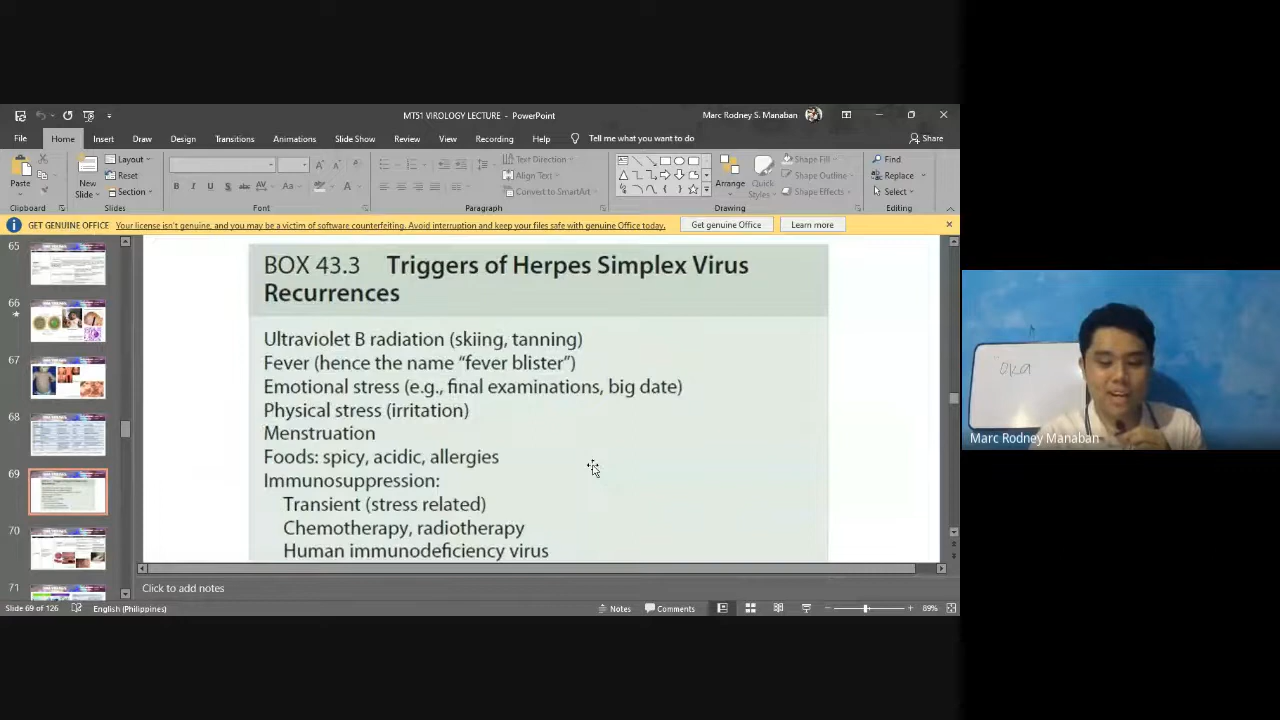 MT51 VIROLOGY LECTURE - PowerPoint
Marc Rodney S. Manaban
File Home Insert Draw Design Transitions Animations Slide Show Review View Recording Help Tell me what you want to do Share
Paste
Clipboard
New Slide
Layout
Reset
Section
Slides
Font
Text Direction
Align Text
Convert to SmartArt
Paragraph
Arrange
Quick Styles
Shape Fill
Shape Outline
Shape Effects
Drawing
Find
Replace
Select
Editing
GET GENUINE OFFICE Your license isn't genuine, and you may be a victim of software counterfeiting. Avoid interruption and keep your files safe with genuine Office today. Get genuine Office Learn more
65
66
67
68
69
70
71
BOX 43.3 Triggers of Herpes Simplex Virus
Recurrences
Ultraviolet B radiation (skiing, tanning)
Fever (hence the name “fever blister”)
Emotional stress (e.g., final examinations, big date)
Physical stress (irritation)
Menstruation
Foods: spicy, acidic, allergies
Immunosuppression:
Transient (stress related)
Chemotherapy, radiotherapy
Human immunodeficiency virus
Click to add notes
Slide 69 of 126 English (Philippines) Notes Comments 89%
Marc Rodney Manaban